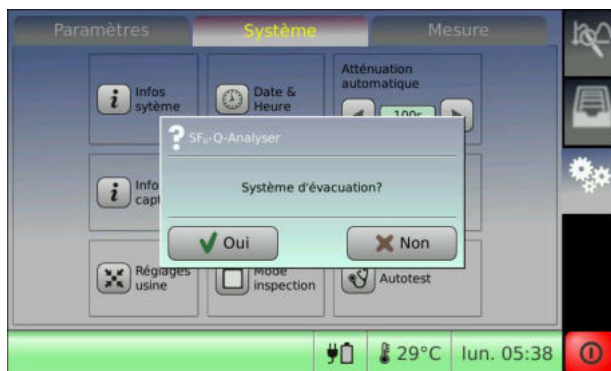 Paramètres Système Mesure
Atténuation
automatique
Infos
sytème
Date &
Heure
100s
SF₆-Q-Analyser
Système d'évacuation?
Info
capt
Oui Non
Réglages
usine
Mode
inspection
Autotest
29°C lun. 05:38